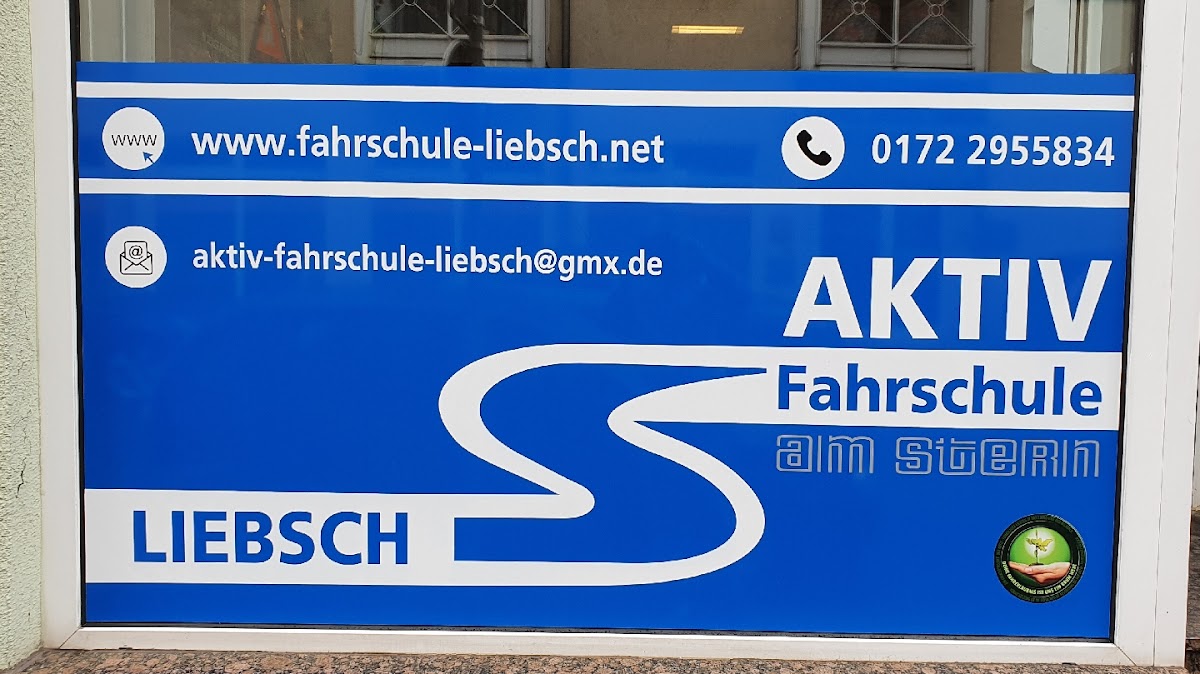 www
www.fahrschule-liebsch.net
0172 2955834
@
aktiv-fahrschule-liebsch@gmx.de
AKTIV
Fahrschule
am stern
LIEBSCH